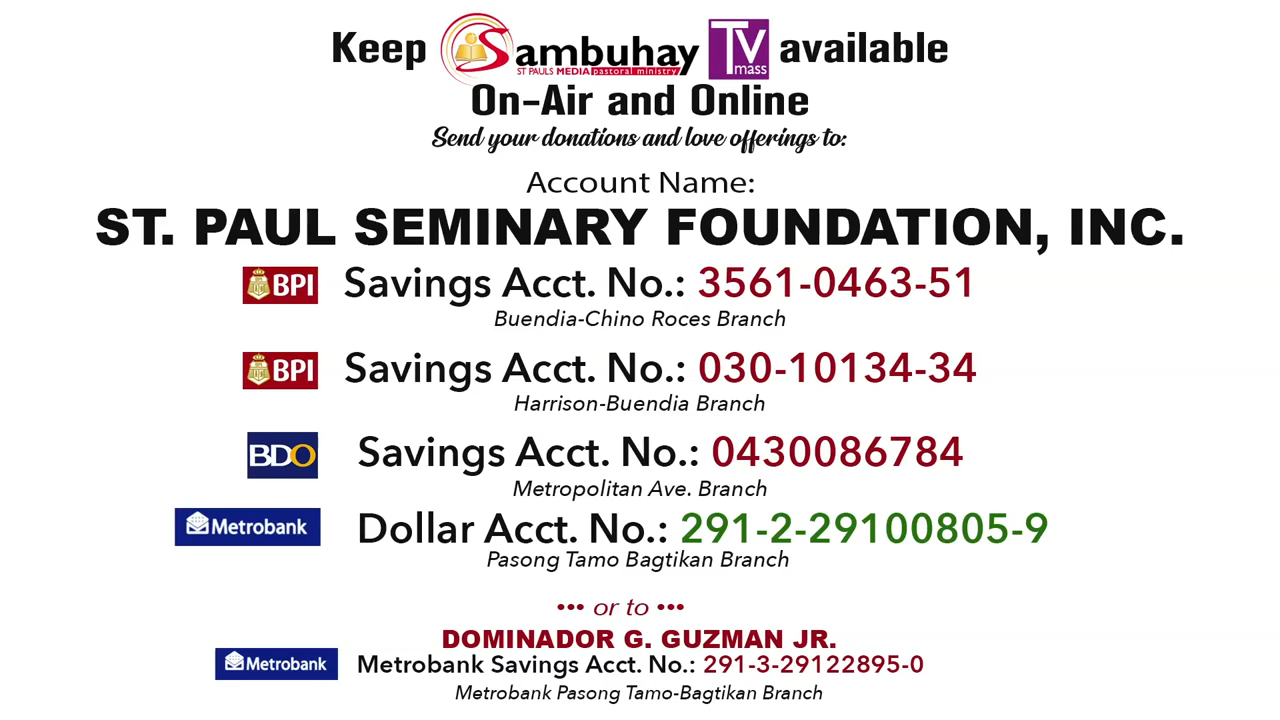 Keep Sambuhay TV mass available
ST PAULS MEDIA pastoral ministry
On-Air and Online
Send your donations and love offerings to:
Account Name:
ST. PAUL SEMINARY FOUNDATION, INC.
BPI Savings Acct. No.: 3561-0463-51
Buendia-Chino Roces Branch
BPI Savings Acct. No.: 030-10134-34
Harrison-Buendia Branch
BDO Savings Acct. No.: 0430086784
Metropolitan Ave. Branch
Metrobank Dollar Acct. No.: 291-2-29100805-9
Pasong Tamo Bagtikan Branch
••• or to •••
DOMINADOR G. GUZMAN JR.
Metrobank Metrobank Savings Acct. No.: 291-3-29122895-0
Metrobank Pasong Tamo-Bagtikan Branch